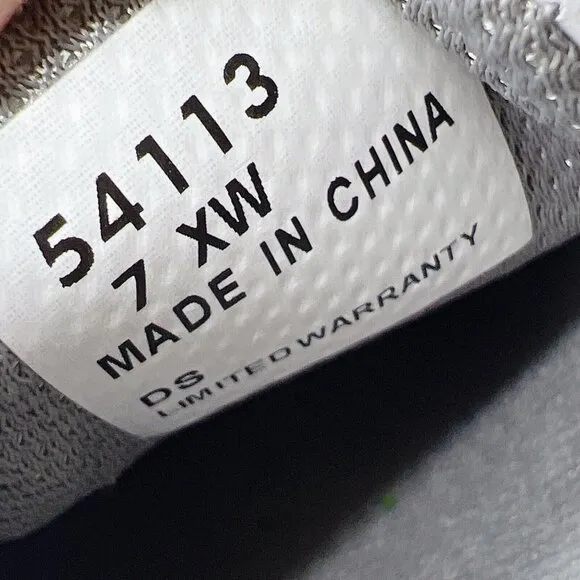 54113
7 XW
MADE IN CHINA
DS
LIMITED WARRANTY